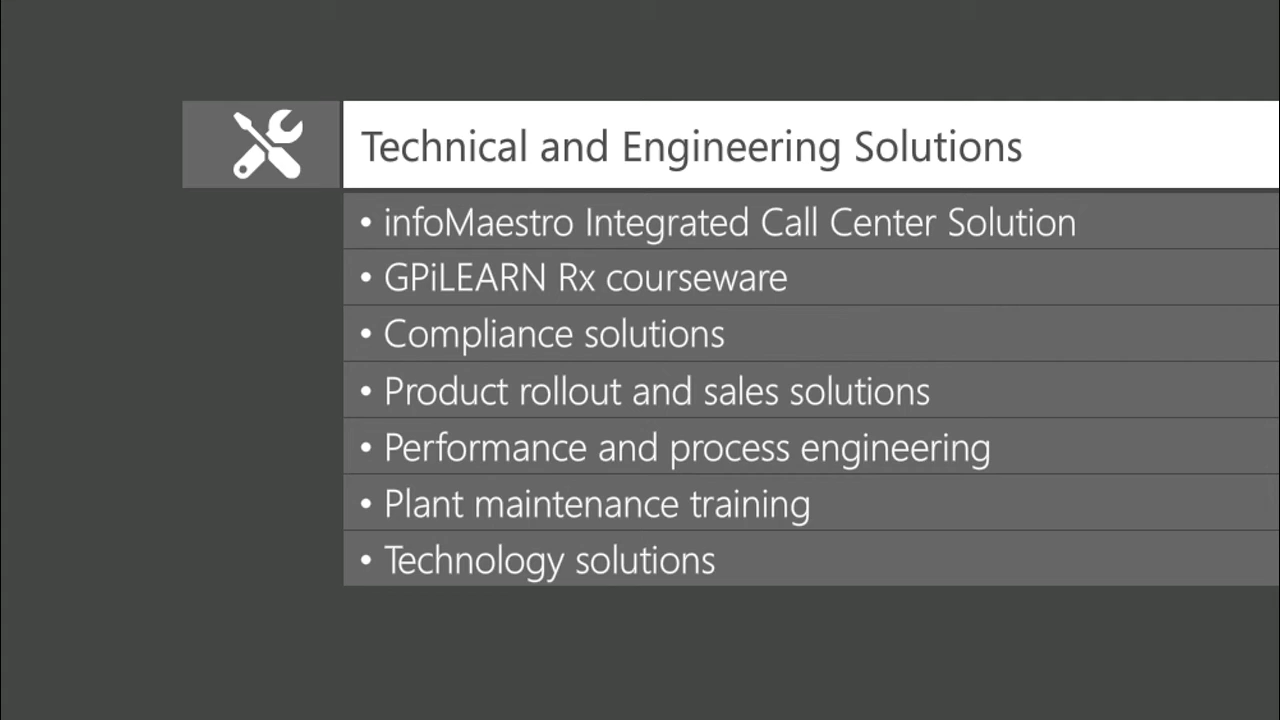 Technical and Engineering Solutions
• infoMaestro Integrated Call Center Solution
• GPiLEARN Rx courseware
• Compliance solutions
• Product rollout and sales solutions
• Performance and process engineering
• Plant maintenance training
• Technology solutions